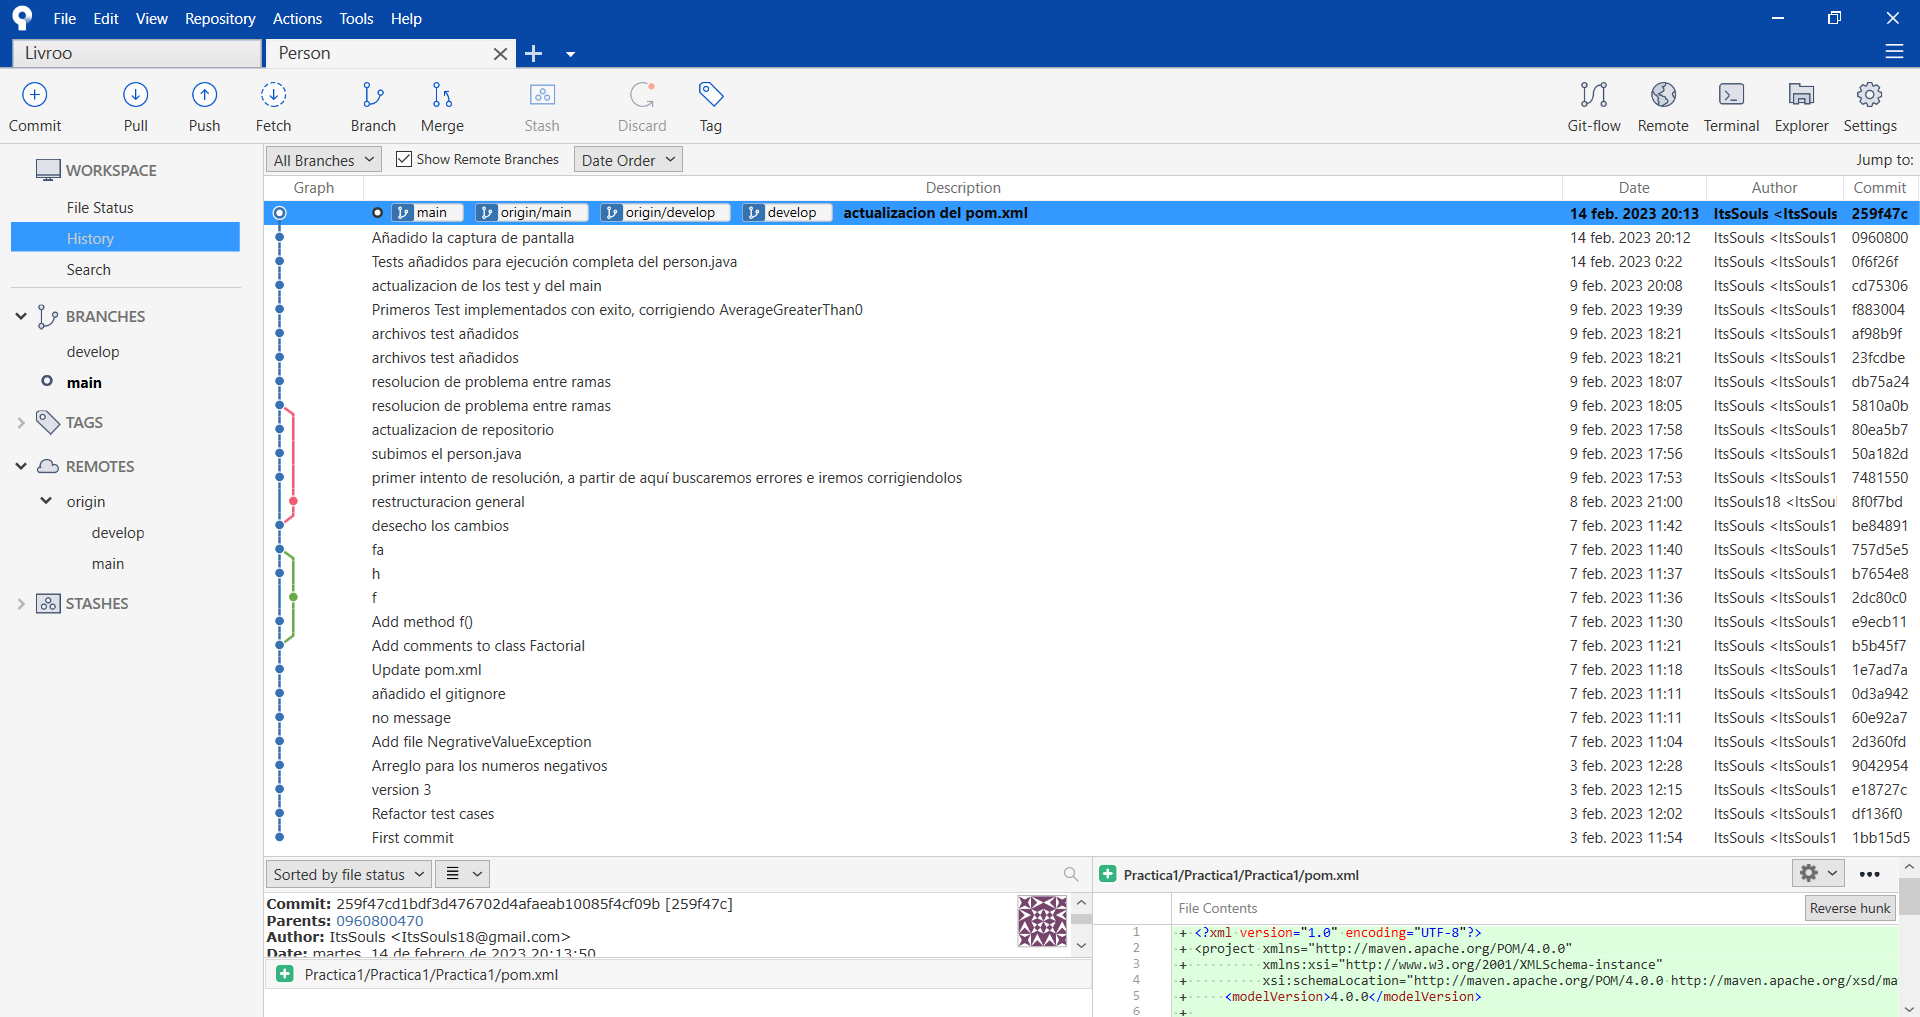 File Edit View Repository Actions Tools Help
Livroo Person
Commit Pull Push Fetch Branch Merge Stash Discard Tag Git-flow Remote Terminal Explorer Settings
All Branches Show Remote Branches Date Order Jump to:
WORKSPACE
File Status
History
Search
BRANCHES
develop
main
TAGS
REMOTES
origin
develop
main
STASHES
Graph Description Date Author Commit
main origin/main origin/develop develop actualizacion del pom.xml 14 feb. 2023 20:13 ItsSouls <ItsSouls 259f47c
Añadido la captura de pantalla 14 feb. 2023 20:12 ItsSouls <ItsSouls1 0960800
Tests añadidos para ejecución completa del person.java 14 feb. 2023 0:22 ItsSouls <ItsSouls1 0f6f26f
actualizacion de los test y del main 9 feb. 2023 20:08 ItsSouls <ItsSouls1 cd75306
Primeros Test implementados con exito, corrigiendo AverageGreaterThan0 9 feb. 2023 19:39 ItsSouls <ItsSouls1 f883004
archivos test añadidos 9 feb. 2023 18:21 ItsSouls <ItsSouls1 af98b9f
archivos test añadidos 9 feb. 2023 18:21 ItsSouls <ItsSouls1 23fcdbe
resolucion de problema entre ramas 9 feb. 2023 18:07 ItsSouls <ItsSouls1 db75a24
resolucion de problema entre ramas 9 feb. 2023 18:05 ItsSouls <ItsSouls1 5810a0b
actualizacion de repositorio 9 feb. 2023 17:58 ItsSouls <ItsSouls1 80ea5b7
subimos el person.java 9 feb. 2023 17:56 ItsSouls <ItsSouls1 50a182d
primer intento de resolución, a partir de aquí buscaremos errores e iremos corrigiendolos 9 feb. 2023 17:53 ItsSouls <ItsSouls1 7481550
restructuracion general 8 feb. 2023 21:00 ItsSouls18 <ItsSoul 8f0f7bd
desecho los cambios 7 feb. 2023 11:42 ItsSouls <ItsSouls1 be84891
fa 7 feb. 2023 11:40 ItsSouls <ItsSouls1 757d5e5
h 7 feb. 2023 11:37 ItsSouls <ItsSouls1 b7654e8
f 7 feb. 2023 11:36 ItsSouls <ItsSouls1 2dc80c0
Add method f() 7 feb. 2023 11:30 ItsSouls <ItsSouls1 e9ecb11
Add comments to class Factorial 7 feb. 2023 11:21 ItsSouls <ItsSouls1 b5b45f7
Update pom.xml 7 feb. 2023 11:18 ItsSouls <ItsSouls1 1e7ad7a
añadido el gitignore 7 feb. 2023 11:11 ItsSouls <ItsSouls1 0d3a942
no message 7 feb. 2023 11:11 ItsSouls <ItsSouls1 60e92a7
Add file NegrativeValueException 7 feb. 2023 11:04 ItsSouls <ItsSouls1 2d360fd
Arreglo para los numeros negativos 3 feb. 2023 12:28 ItsSouls <ItsSouls1 9042954
version 3 3 feb. 2023 12:15 ItsSouls <ItsSouls1 e18727c
Refactor test cases 3 feb. 2023 12:02 ItsSouls <ItsSouls1 df136f0
First commit 3 feb. 2023 11:54 ItsSouls <ItsSouls1 1bb15d5
Sorted by file status
Commit: 259f47cd1bdf3d476702d4afaeab10085f4cf09b [259f47c]
Parents: 0960800470
Author: ItsSouls <ItsSouls18@gmail.com>
Date: martes, 14 de febrero de 2023 20:13:50
Practica1/Practica1/Practica1/pom.xml
Practica1/Practica1/Practica1/pom.xml
File Contents Reverse hunk
1 + <?xml version="1.0" encoding="UTF-8"?>
2 + <project xmlns="http://maven.apache.org/POM/4.0.0"
3 + xmlns:xsi="http://www.w3.org/2001/XMLSchema-instance"
4 + xsi:schemaLocation="http://maven.apache.org/POM/4.0.0 http://maven.apache.org/xsd/ma
5 + <modelVersion>4.0.0</modelVersion>
6 +